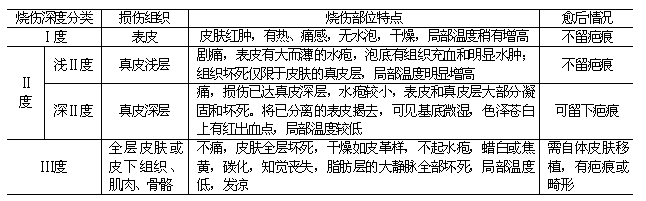 烧伤深度分类 损伤组织 烧伤部位特点 愈后情况
Ⅰ度 表皮 皮肤红肿，有热、痛感，无水泡，干燥，局部温度稍有增高 不留疤痕
Ⅱ度
浅Ⅱ度 真皮浅层 剧痛，表皮有大而薄的水疱，泡底有组织充血和明显水肿；
组织坏死仅限于皮肤的真皮层，局部温度明显增高 不留疤痕
深Ⅱ度 真皮深层 痛，损伤已达真皮深层，水疱较小，表皮和真皮层大部分凝
固和坏死。将已分离的表皮揭去，可见基底微湿，色泽苍白
上有红出血点，局部温度较低 可留下疤痕
III度 全层皮肤或
皮下组织、
肌肉、骨骼 不痛，皮肤全层坏死，干燥如皮革样，不起水疱，蜡白或焦
黄，碳化，知觉丧失，脂肪层的大静脉全部坏死，局部温度
低，发凉 需自体皮肤移
植，有疤痕或
畸形